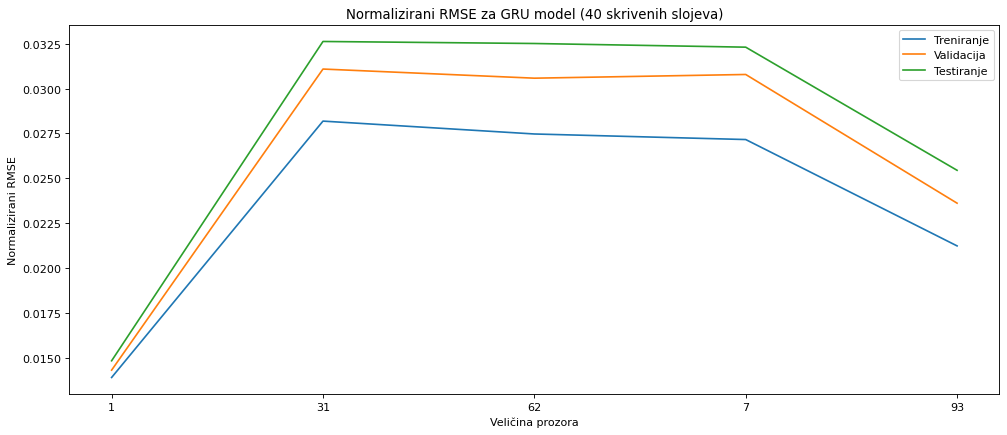 Normalizirani RMSE za GRU model (40 skrivenih slojeva)
Treniranje
Validacija
Testiranje
Normalizirani RMSE
0.0325
0.0300
0.0275
0.0250
0.0225
0.0200
0.0175
0.0150
1 31 62 7 93
Veličina prozora